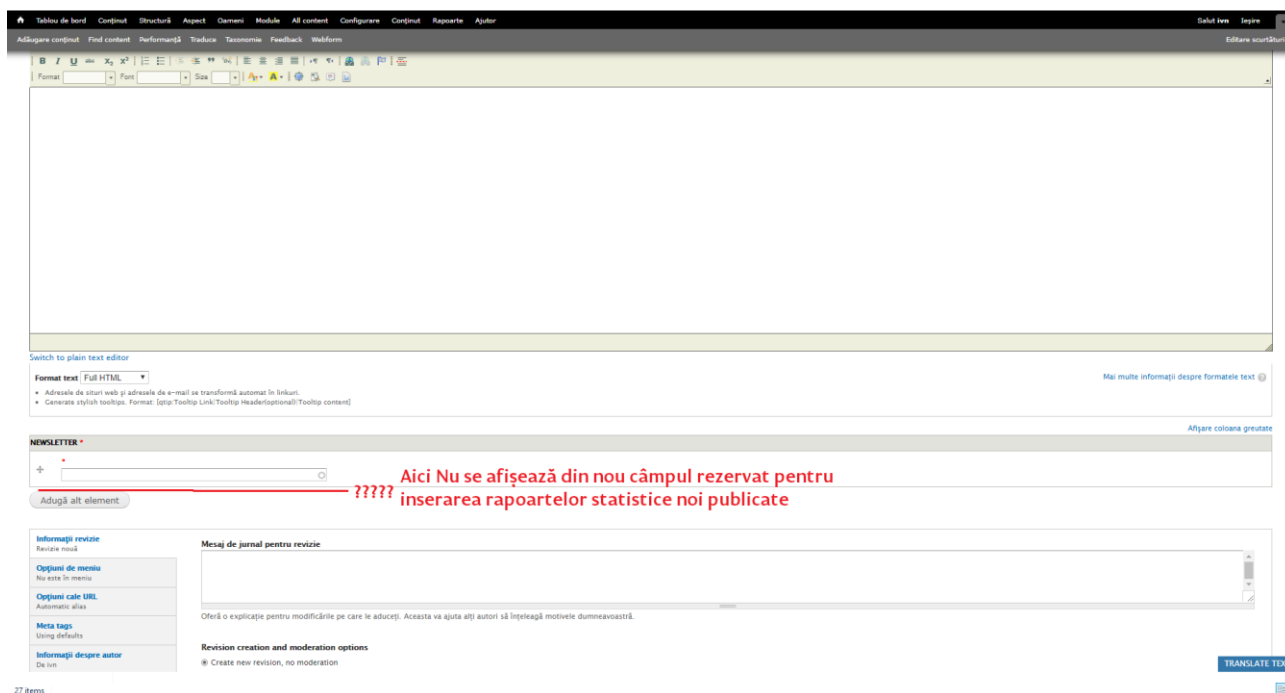 Tablou de bord Conținut Structură Aspect Oameni Module All content Configurare Conținut Rapoarte Ajutor Salut ivn Ieșire
Adăugare conținut Find content Performanță Traduce Taxonomie Feedback Webform Editare scurtături
B I U abc X₂ X²
Format Font Size
Switch to plain text editor
Format text Full HTML Mai multe informații despre formatele text
Adresele de situri web și adresele de e-mail se transformă automat în linkuri.
Generate stylish tooltips. Format: [qtip:Tooltip Link|Tooltip Header(optional)|Tooltip content]
Afișare coloana greutate
NEWSLETTER *
*
Aici Nu se afișează din nou câmpul rezervat pentru
????? inserarea rapoartelor statistice noi publicate
Adugă alt element
Informații revizie
Revizie nouă
Mesaj de jurnal pentru revizie
Opțiuni de meniu
Nu este în meniu
Opțiuni cale URL
Automatic alias
Oferă o explicație pentru modificările pe care le aduceți. Aceasta va ajuta alți autori să înțeleagă motivele dumneavoastră.
Meta tags
Using defaults
Revision creation and moderation options
Informații despre autor
De ivn
Create new revision, no moderation
TRANSLATE TEX
27 items